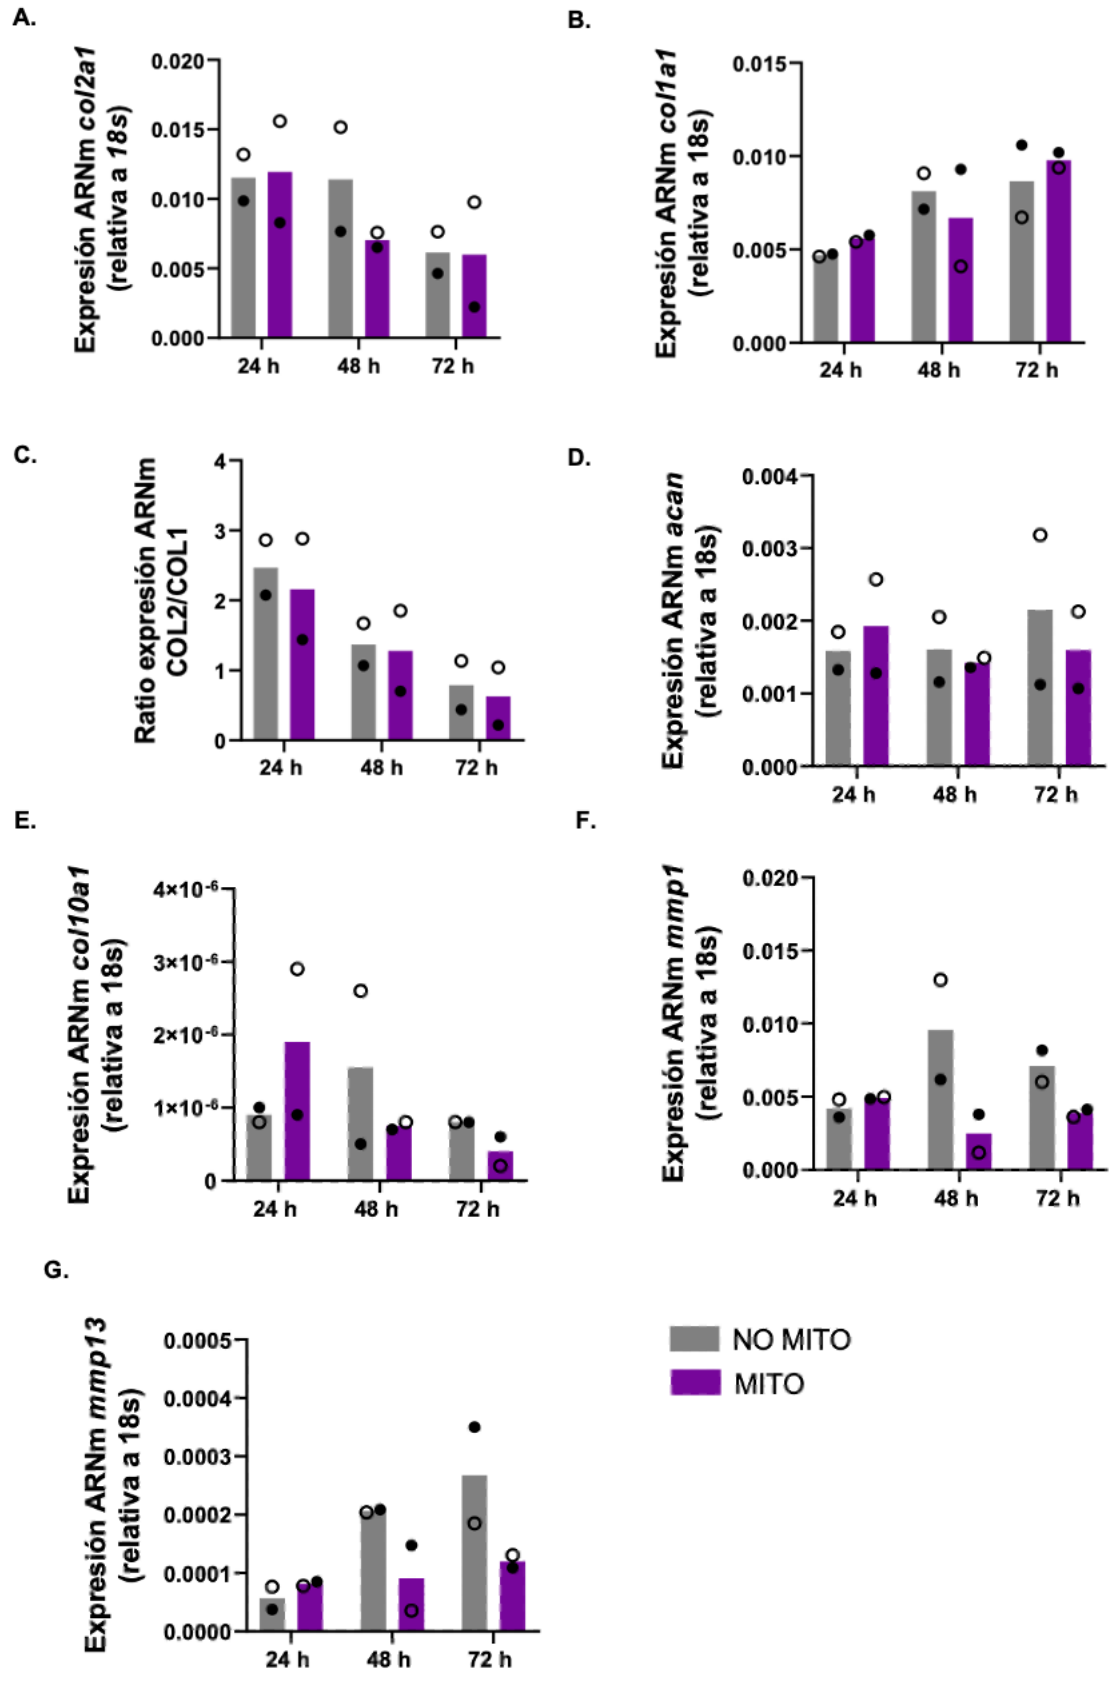 A.
Expresión ARNm col2a1
(relativa a 18s)
0.020
0.015
0.010
0.005
0.000
24 h 48 h 72 h
B.
Expresión ARNm col1a1
(relativa a 18s)
0.015
0.010
0.005
0.000
24 h 48 h 72 h
C.
Ratio expresión ARNm
COL2/COL1
4
3
2
1
0
24 h 48 h 72 h
D.
Expresión ARNm acan
(relativa a 18s)
0.004
0.003
0.002
0.001
0.000
24 h 48 h 72 h
E.
Expresión ARNm col10a1
(relativa a 18s)
4×10⁻⁶
3×10⁻⁶
2×10⁻⁶
1×10⁻⁶
0
24 h 48 h 72 h
F.
Expresión ARNm mmp1
(relativa a 18s)
0.020
0.015
0.010
0.005
0.000
24 h 48 h 72 h
G.
Expresión ARNm mmp13
(relativa a 18s)
0.0005
0.0004
0.0003
0.0002
0.0001
0.0000
24 h 48 h 72 h
NO MITO
MITO